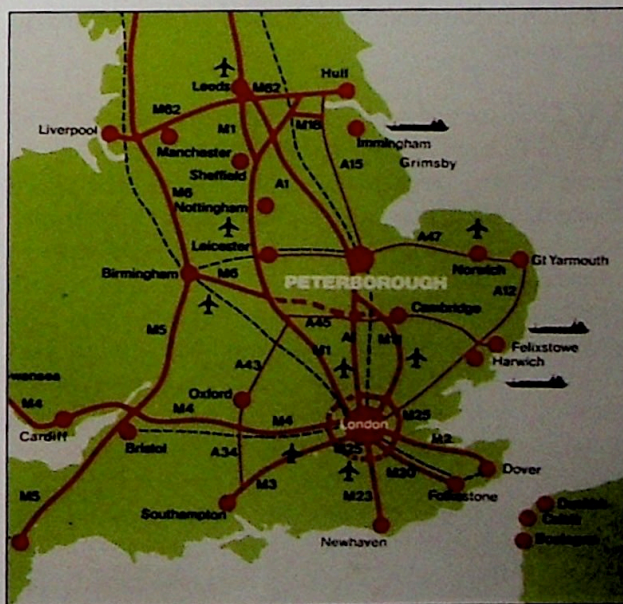 Leeds
M62
Hull
M62
Liverpool
M1
M18
Immingham
Manchester
Grimsby
Sheffield
A15
M6
A1
Nottingham
A47
Leicester
Norwich
Gt Yarmouth
Birmingham
M6
PETERBOROUGH
A12
Cambridge
A45
M5
M1
M11
Felixstowe
Harwich
A43
Oxford
M4
M4
M4
M25
London
Cardiff
Bristol
M25
M2
A34
Dover
M3
M20
M5
M23
Folkestone
Southampton
Newhaven
Calais
Boulogne